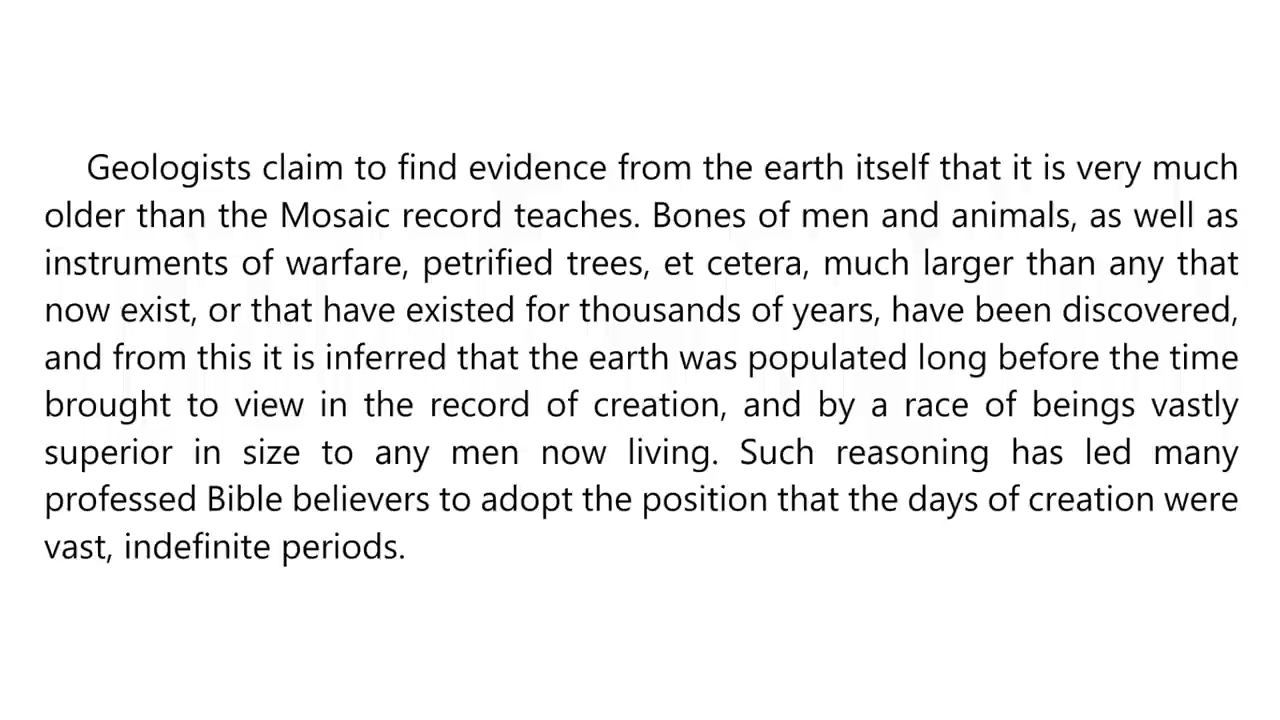 Geologists claim to find evidence from the earth itself that it is very much
older than the Mosaic record teaches. Bones of men and animals, as well as
instruments of warfare, petrified trees, et cetera, much larger than any that
now exist, or that have existed for thousands of years, have been discovered,
and from this it is inferred that the earth was populated long before the time
brought to view in the record of creation, and by a race of beings vastly
superior in size to any men now living. Such reasoning has led many
professed Bible believers to adopt the position that the days of creation were
vast, indefinite periods.